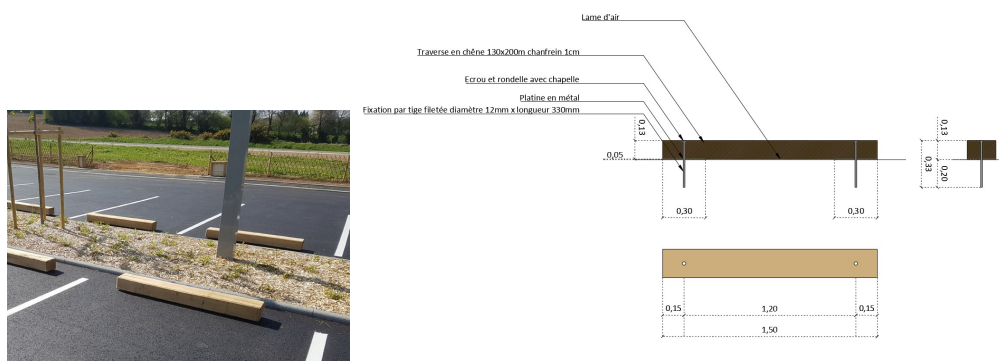 Lame d'air
Traverse en chêne 130x200m chanfrein 1cm
Ecrou et rondelle avec chapelle
Platine en métal
Fixation par tige filetée diamètre 12mm x longueur 330mm
0,13
0,05
0,30
0,30
0,33
0,13
0,20
0,15
1,20
0,15
1,50